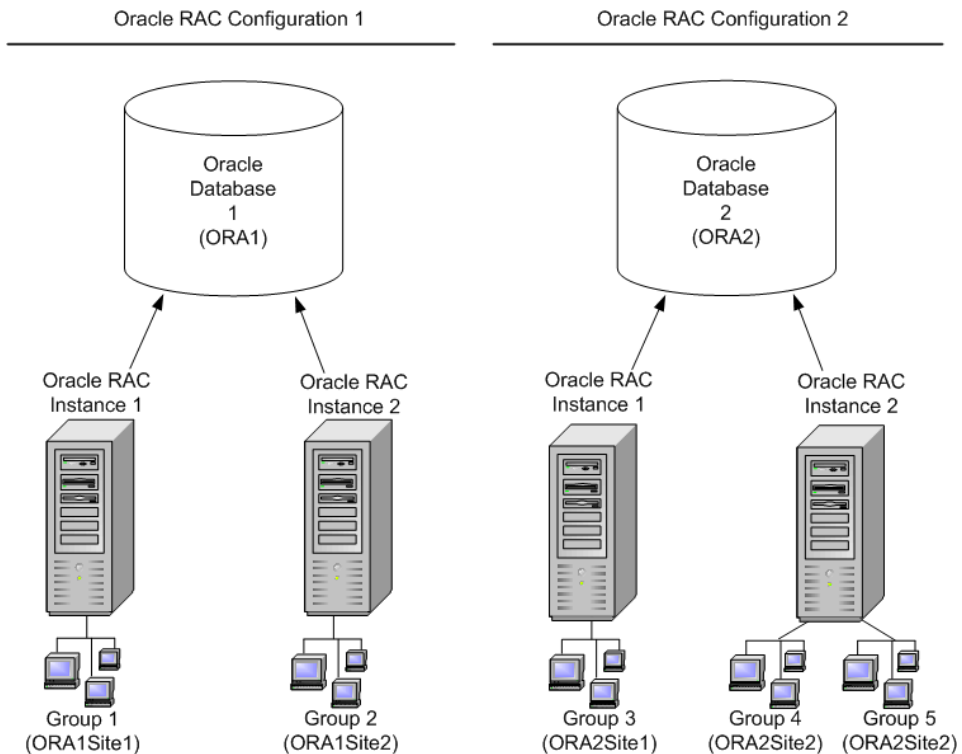 Oracle RAC Configuration 1
Oracle RAC Configuration 2
Oracle
Database
1
(ORA1)
Oracle
Database
2
(ORA2)
Oracle RAC
Instance 1
Oracle RAC
Instance 2
Oracle RAC
Instance 1
Oracle RAC
Instance 2
Group 1
(ORA1Site1)
Group 2
(ORA1Site2)
Group 3
(ORA2Site1)
Group 4
(ORA2Site2)
Group 5
(ORA2Site2)